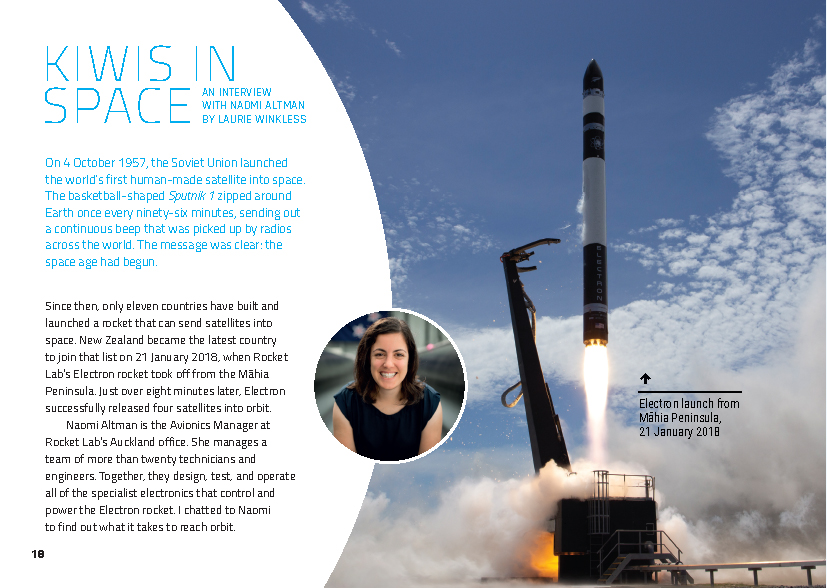 KIWIS IN
SPACE
AN INTERVIEW
WITH NAOMI ALTMAN
BY LAURIE WINKLESS
On 4 October 1957, the Soviet Union launched
the world's first human-made satellite into space.
The basketball-shaped Sputnik 1 zipped around
Earth once every ninety-six minutes, sending out
a continuous beep that was picked up by radios
across the world. The message was clear: the
space age had begun.
Since then, only eleven countries have built and
launched a rocket that can send satellites into
space. New Zealand became the latest country
to join that list on 21 January 2018, when Rocket
Lab's Electron rocket took off from the Māhia
Peninsula. Just over eight minutes later, Electron
successfully released four satellites into orbit.
Naomi Altman is the Avionics Manager at
Rocket Lab's Auckland office. She manages a
team of more than twenty technicians and
engineers. Together, they design, test, and operate
all of the specialist electronics that control and
power the Electron rocket. I chatted to Naomi
to find out what it takes to reach orbit.
ELECTRON
Electron launch from
Māhia Peninsula,
21 January 2018
18